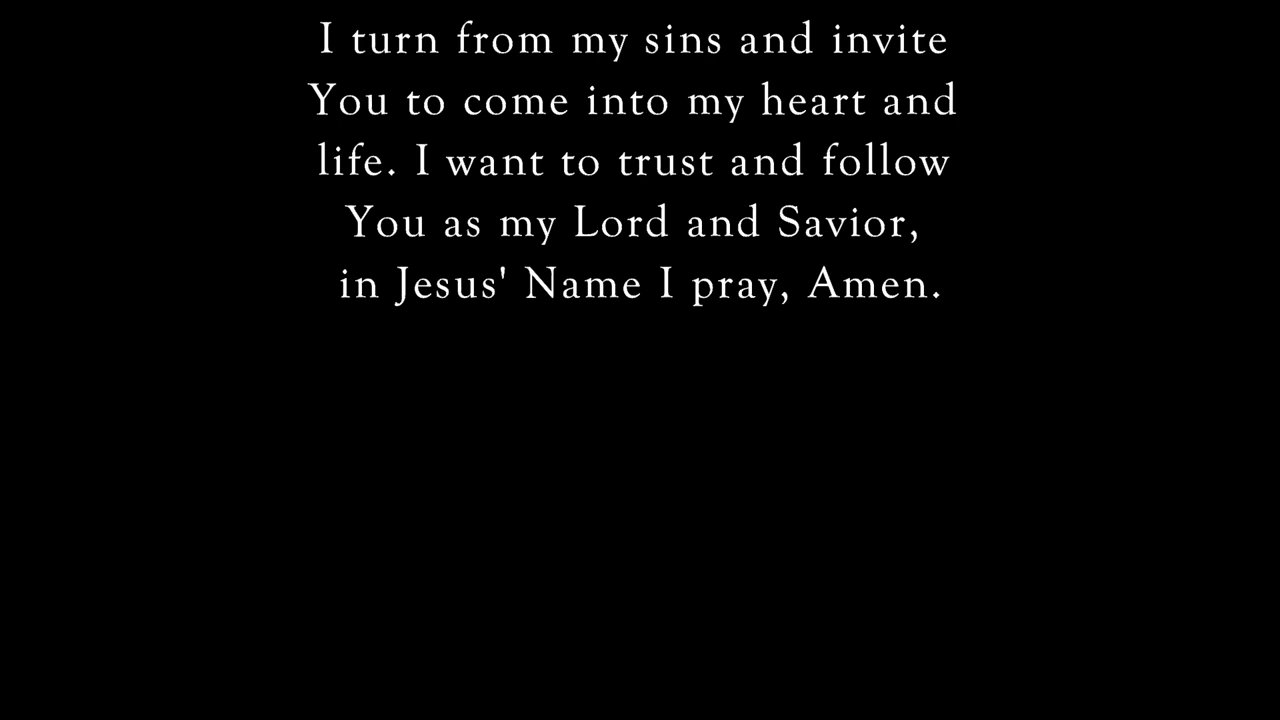 I turn from my sins and invite
You to come into my heart and
life. I want to trust and follow
You as my Lord and Savior,
in Jesus' Name I pray, Amen.